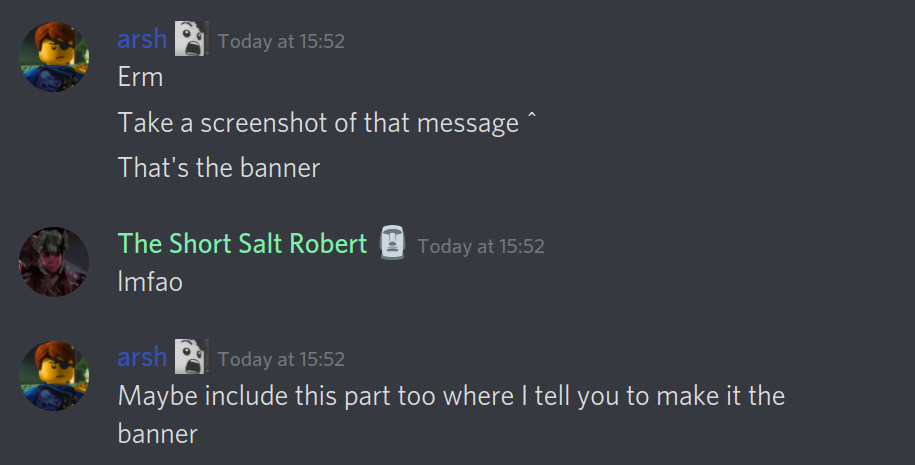 arsh Today at 15:52
Erm
Take a screenshot of that message ^
That's the banner
The Short Salt Robert Today at 15:52
lmfao
arsh Today at 15:52
Maybe include this part too where I tell you to make it the
banner